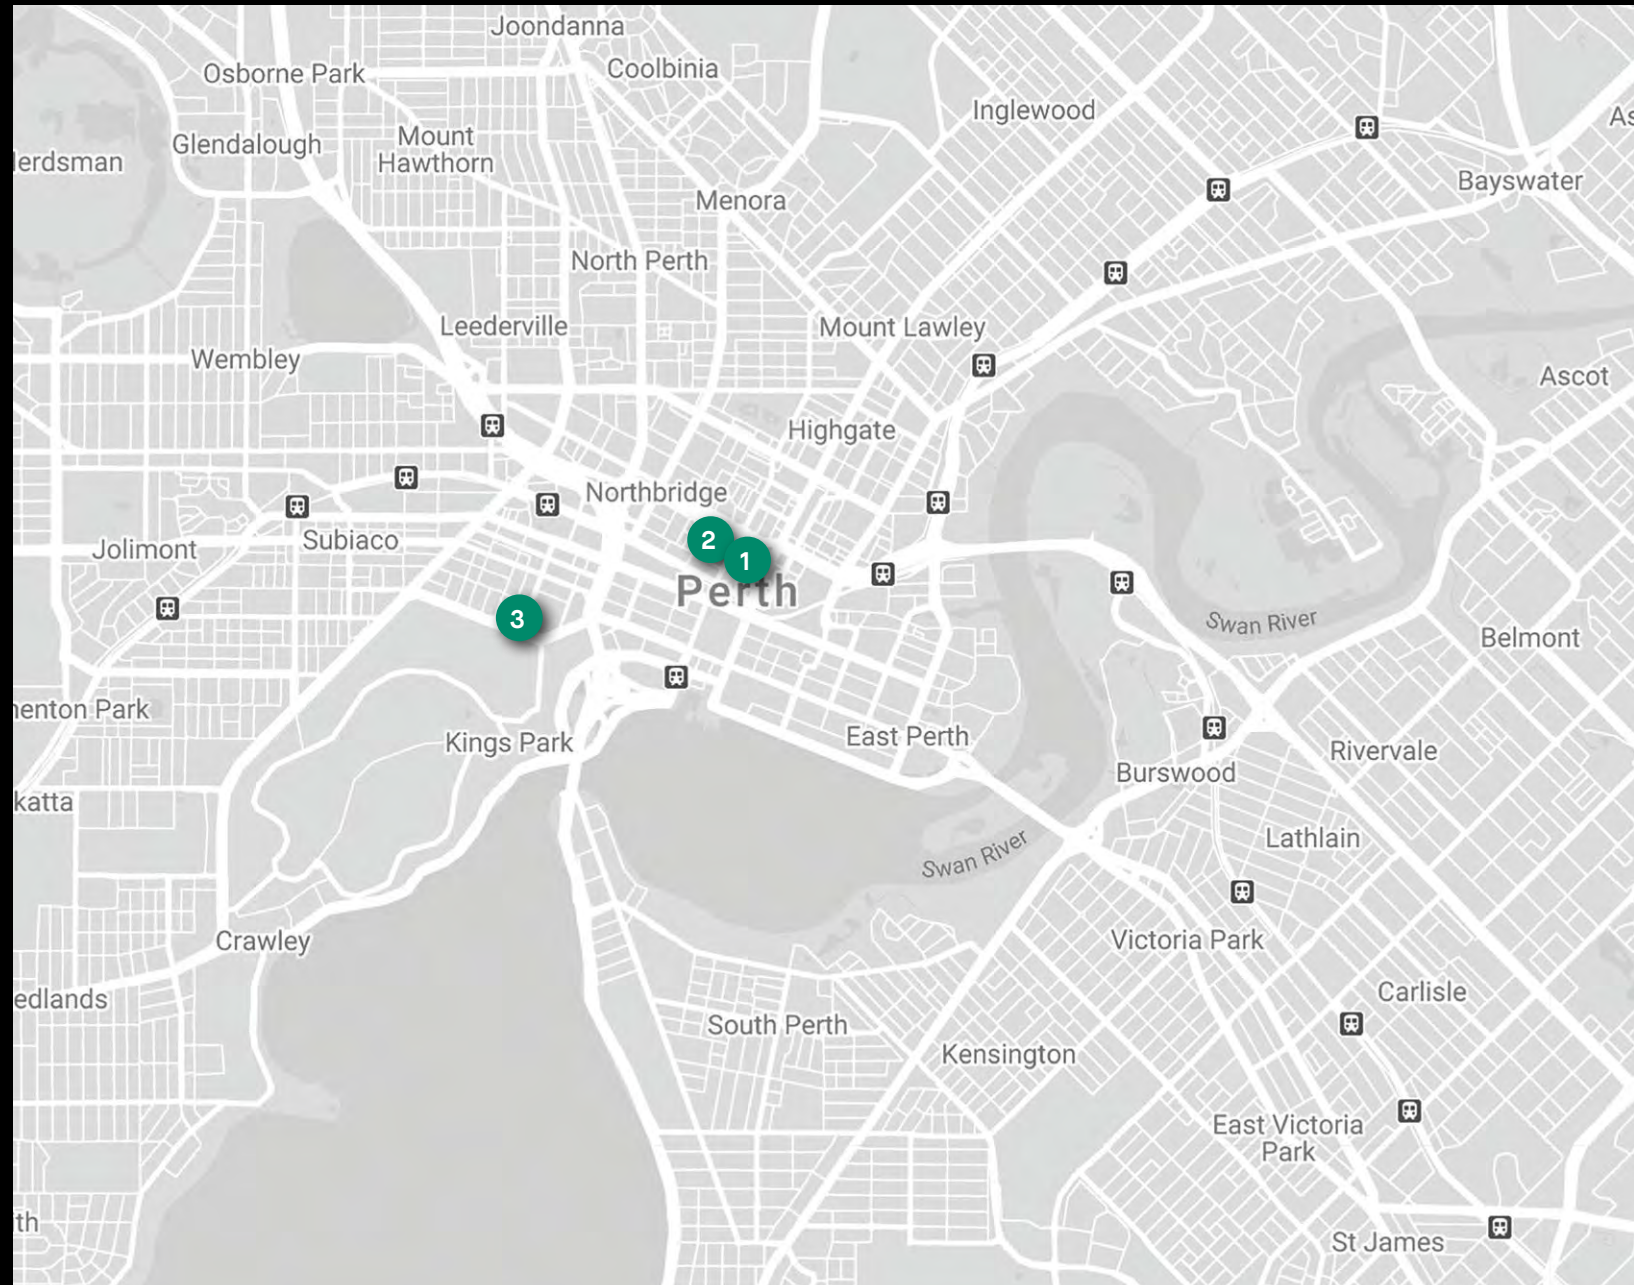 Joondanna
Osborne Park
Coolbinia
Inglewood
As
Glendalough
Mount
Hawthorn
lerdsman
Bayswater
Menora
North Perth
Leederville
Mount Lawley
Wembley
Ascot
Highgate
Northbridge
2
1
Perth
Jolimont
Subiaco
3
Swan River
Belmont
henton Park
Kings Park
East Perth
Rivervale
Burswood
katta
Lathlain
Swan River
Crawley
Victoria Park
edlands
Carlisle
South Perth
Kensington
East Victoria
Park
th
St James